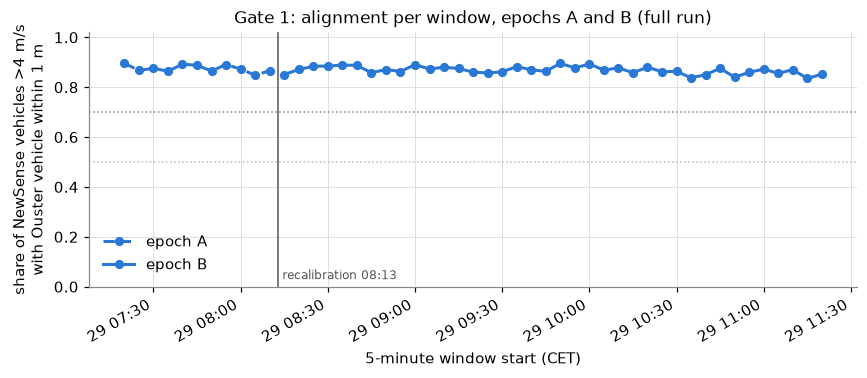 Gate 1: alignment per window, epochs A and B (full run)
share of NewSense vehicles >4 m/s
with Ouster vehicle within 1 m
1.0
0.8
0.6
0.4
0.2
0.0
epoch A
epoch B
recalibration 08:13
29 07:30
29 08:00
29 08:30
29 09:00
29 09:30
29 10:00
29 10:30
29 11:00
29 11:30
5-minute window start (CET)